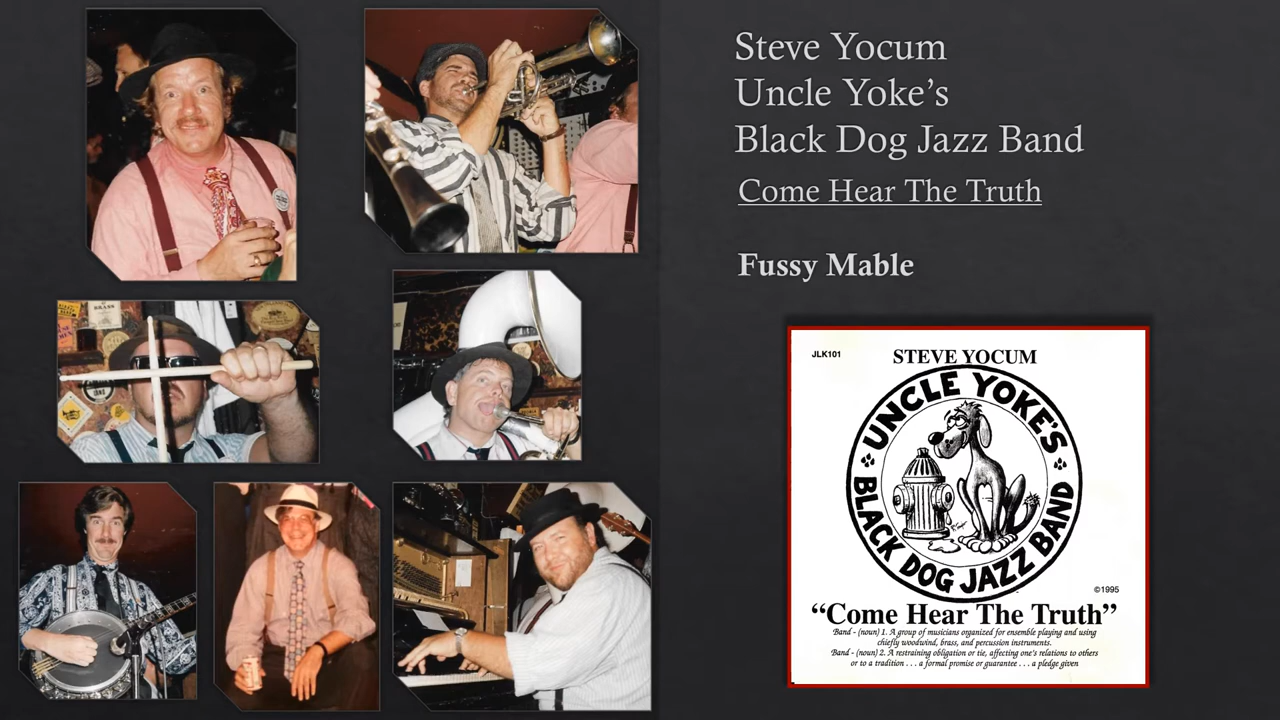 Steve Yocum
Uncle Yoke’s
Black Dog Jazz Band
Come Hear The Truth
Fussy Mable
JLK101
STEVE YOCUM
UNCLE YOKE'S
BLACK DOG JAZZ BAND
©1995
“Come Hear The Truth”
Band - (noun) 1. A group of musicians organized for ensemble playing and using
chiefly woodwind, brass, and percussion instruments.
Band - (noun) 2. A restraining obligation or tie, affecting one's relations to others
or to a tradition . . . a formal promise or guarantee . . . a pledge given